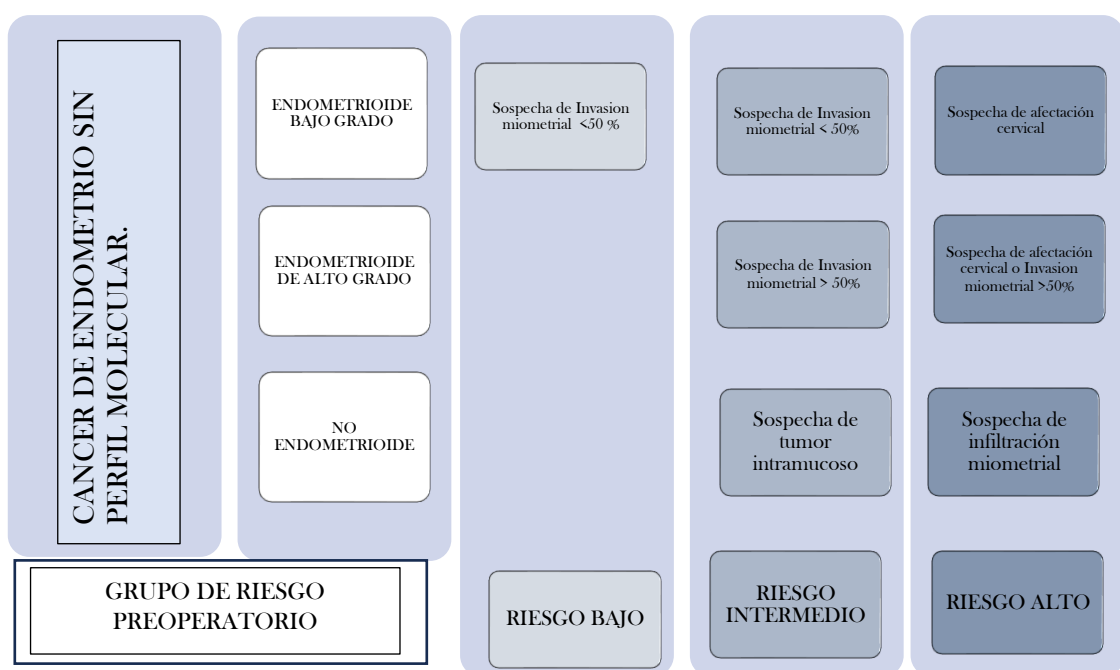 CANCER DE ENDOMETRIO SIN
PERFIL MOLECULAR.
ENDOMETRIOIDE
BAJO GRADO
Sospecha de Invasion
miometrial <50 %
Sospecha de Invasion
miometrial < 50%
Sospecha de afectación
cervical
ENDOMETRIOIDE
DE ALTO GRADO
Sospecha de Invasion
miometrial > 50%
Sospecha de afectación
cervical o Invasion
miometrial >50%
NO
ENDOMETRIOIDE
Sospecha de
tumor
intramucoso
Sospecha de
infiltración
miometrial
GRUPO DE RIESGO
PREOPERATORIO
RIESGO BAJO
RIESGO
INTERMEDIO
RIESGO ALTO